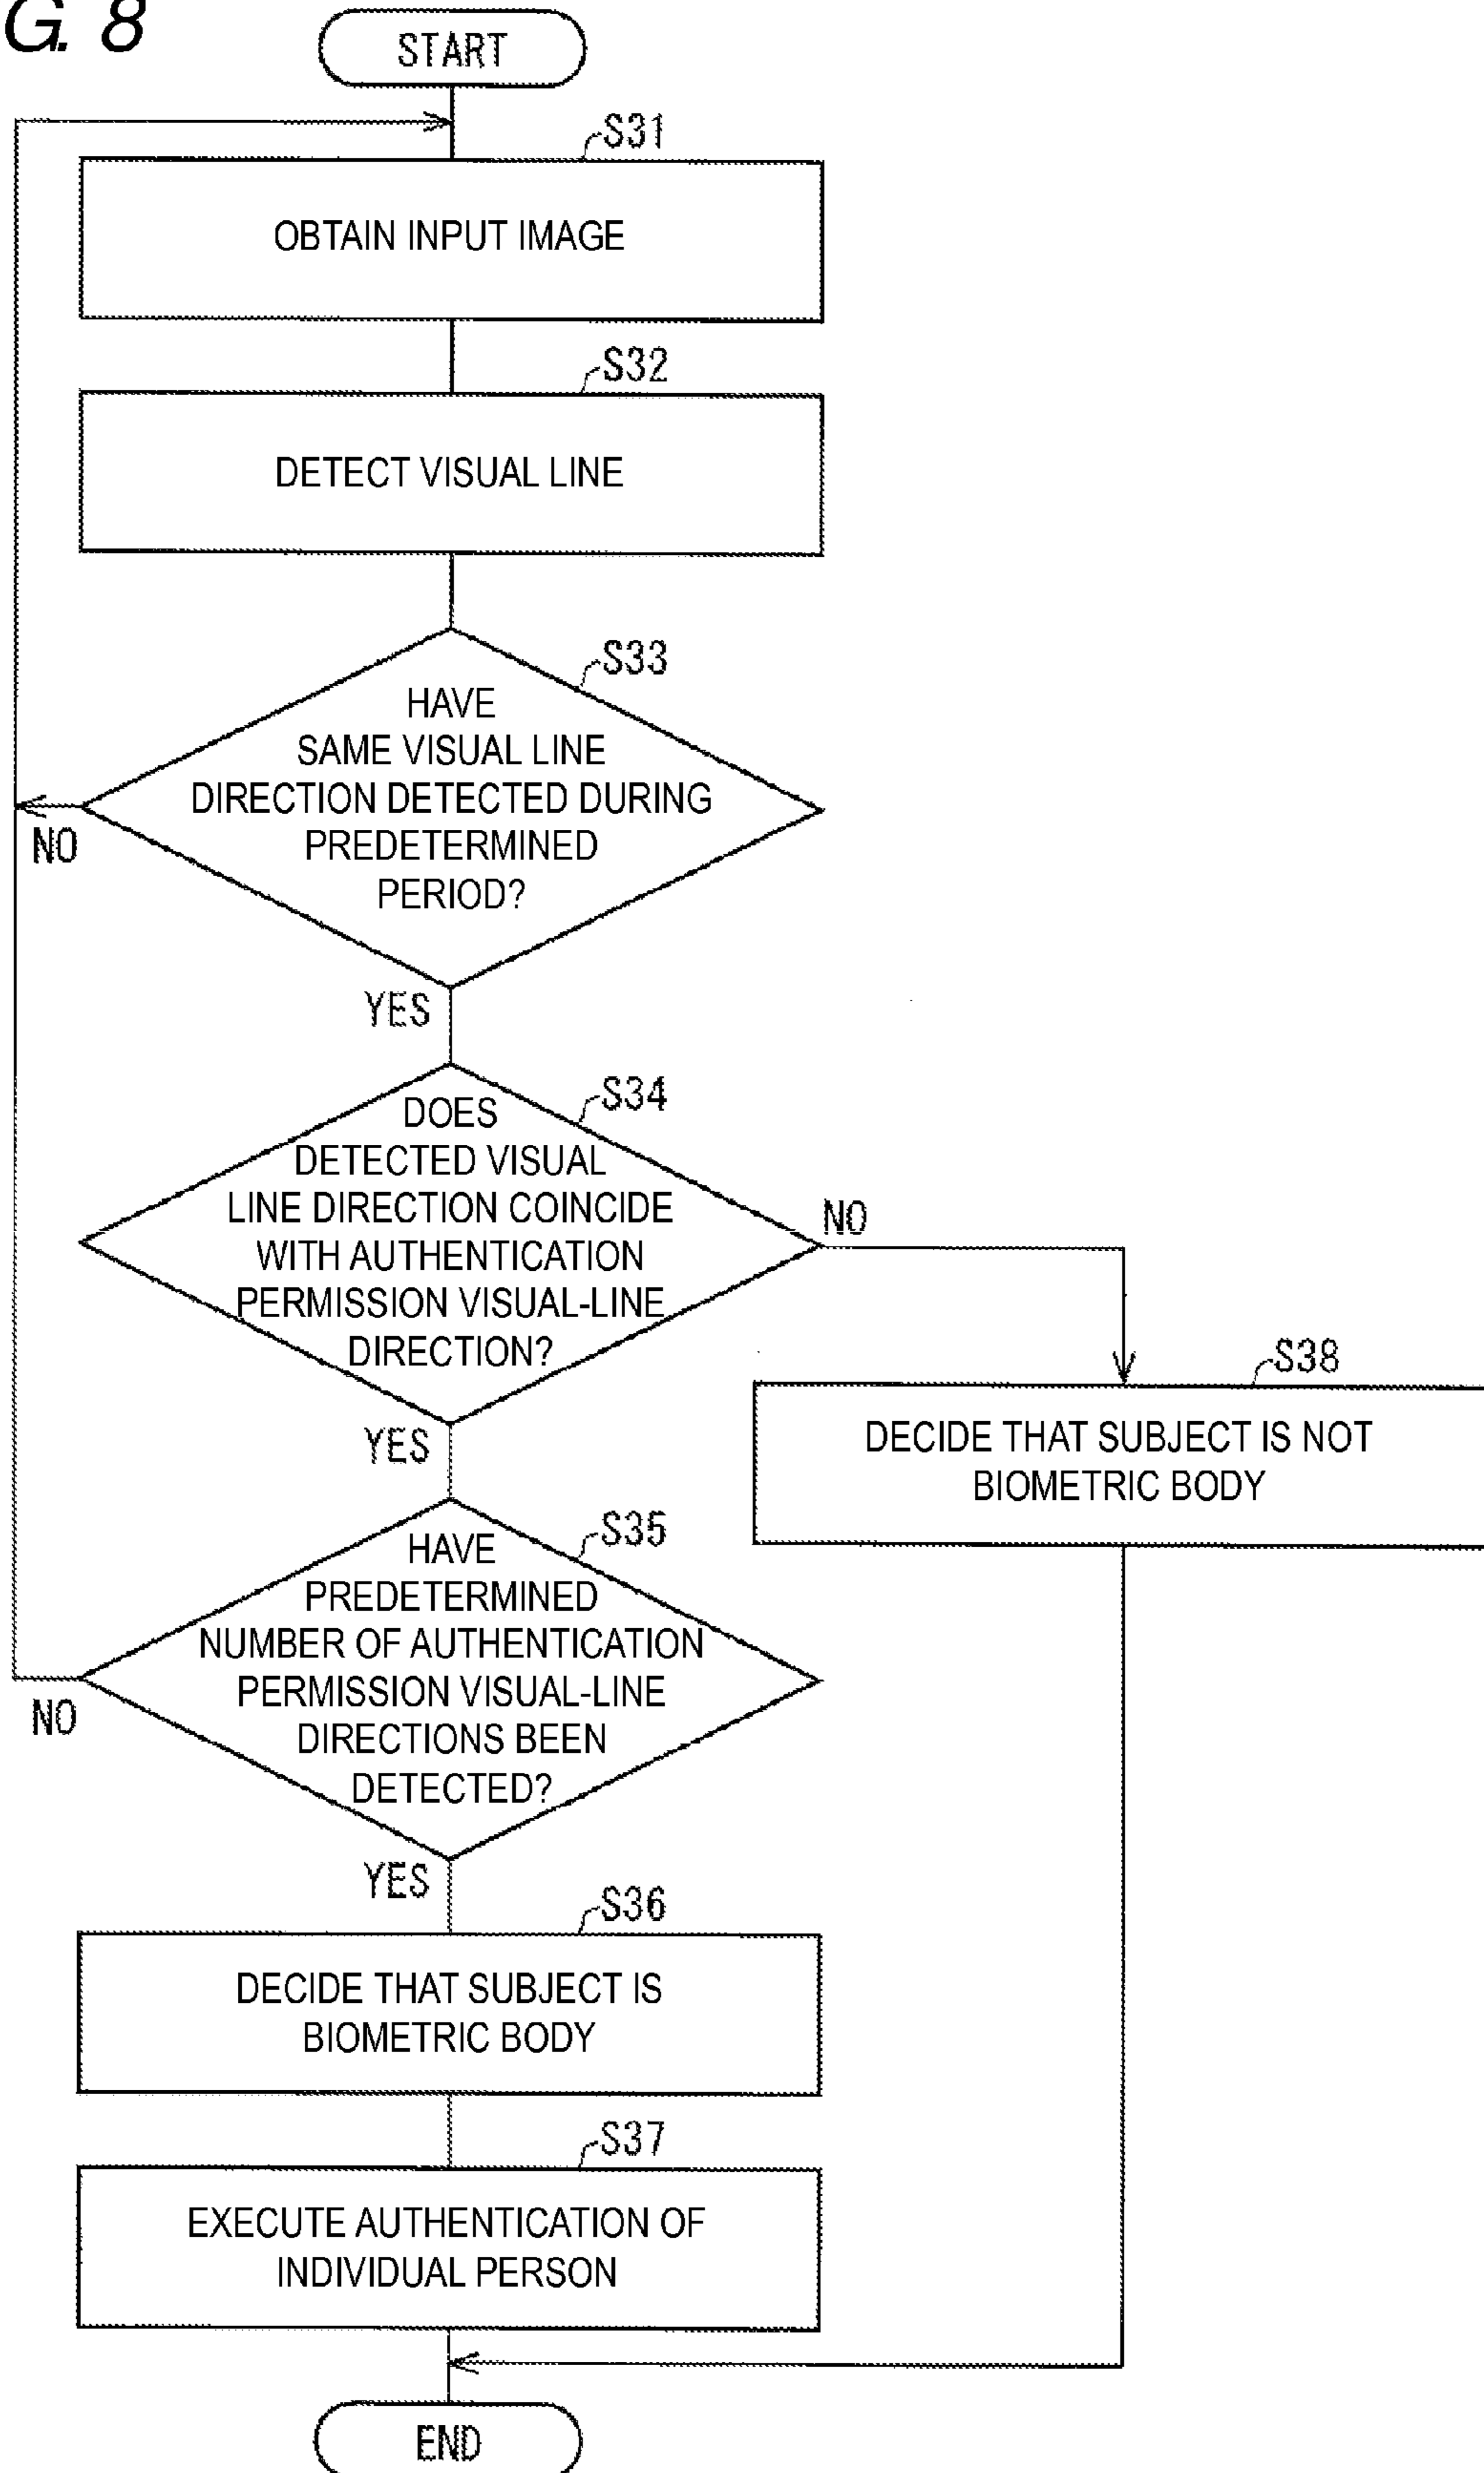 G. 8
START
S31
OBTAIN INPUT IMAGE
S32
DETECT VISUAL LINE
S33
HAVE
SAME VISUAL LINE
DIRECTION DETECTED DURING
PREDETERMINED
PERIOD?
NO
YES
S34
DOES
DETECTED VISUAL
LINE DIRECTION COINCIDE
WITH AUTHENTICATION
PERMISSION VISUAL-LINE
DIRECTION?
NO
YES
S38
DECIDE THAT SUBJECT IS NOT
BIOMETRIC BODY
S35
HAVE
PREDETERMINED
NUMBER OF AUTHENTICATION
PERMISSION VISUAL-LINE
DIRECTIONS BEEN
DETECTED?
NO
YES
S36
DECIDE THAT SUBJECT IS
BIOMETRIC BODY
S37
EXECUTE AUTHENTICATION OF
INDIVIDUAL PERSON
END